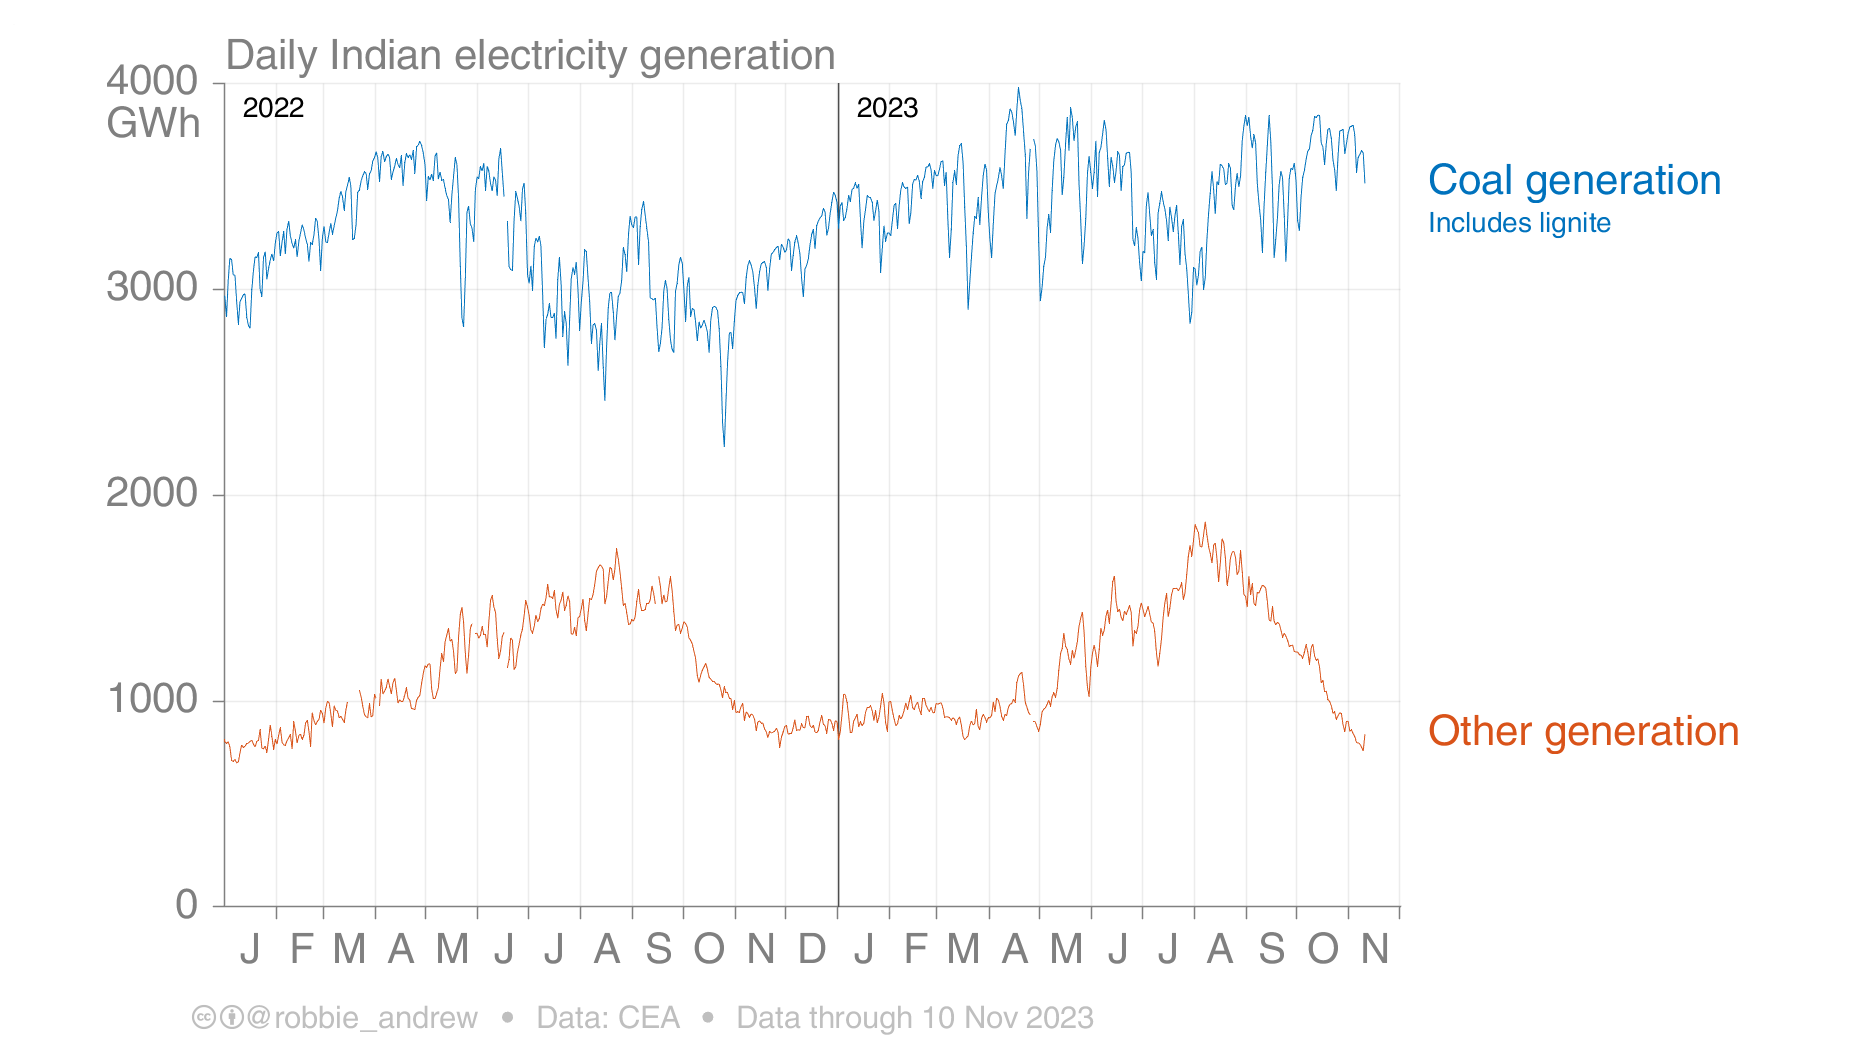 Daily Indian electricity generation
4000
GWh
2022
2023
3000
2000
1000
0
Coal generation
Includes lignite
Other generation
J F M A M J J A S O N D J F M A M J J A S O N
@robbie_andrew • Data: CEA • Data through 10 Nov 2023